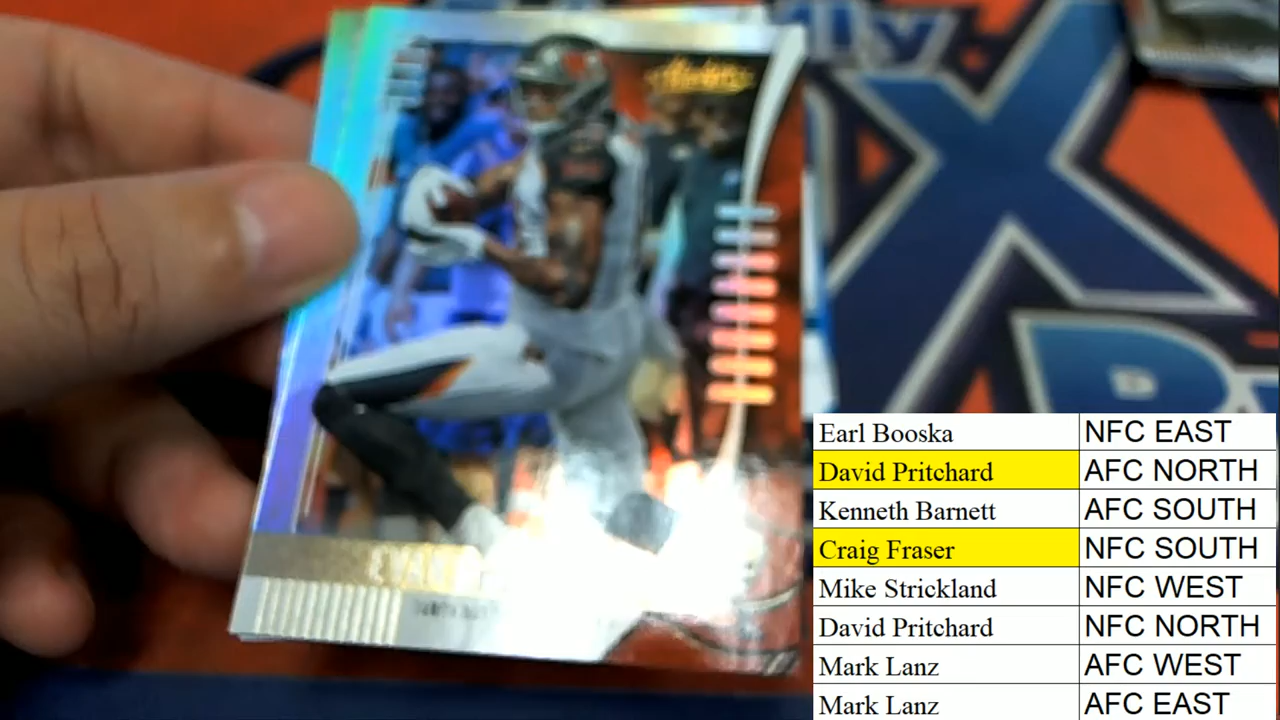 Absolute
X
Earl Booska NFC EAST
David Pritchard AFC NORTH
Kenneth Barnett AFC SOUTH
Craig Fraser NFC SOUTH
Mike Strickland NFC WEST
David Pritchard NFC NORTH
Mark Lanz AFC WEST
Mark Lanz AFC EAST